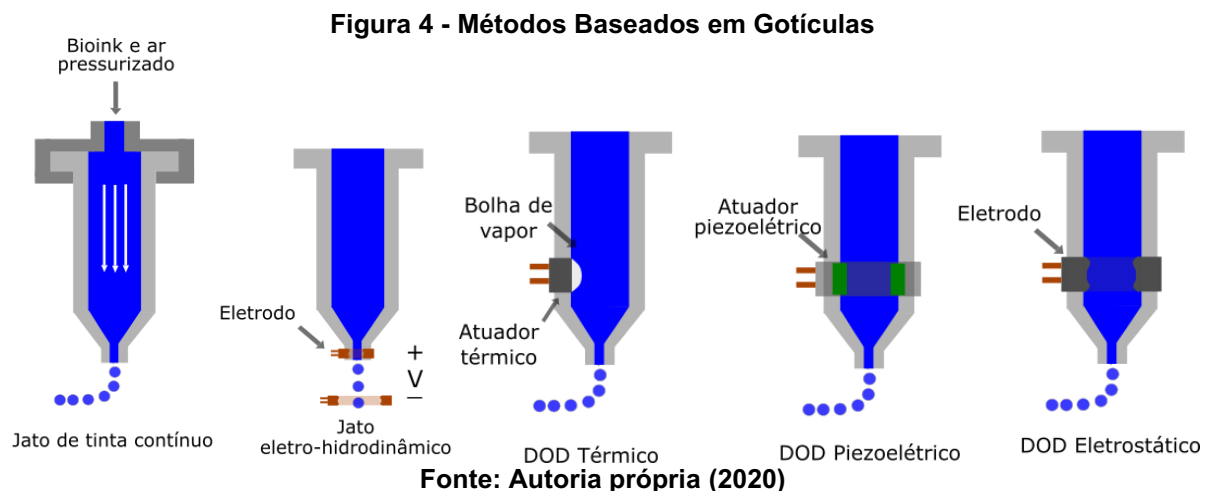 Figura 4 - Métodos Baseados em Gotículas
Bioink e ar
pressurizado
Jato de tinta contínuo
Eletrodo
+
V
–
Jato
eletro-hidrodinâmico
Bolha de
vapor
Atuador
térmico
DOD Térmico
Atuador
piezoelétrico
DOD Piezoelétrico
Eletrodo
DOD Eletrostático
Fonte: Autoria própria (2020)